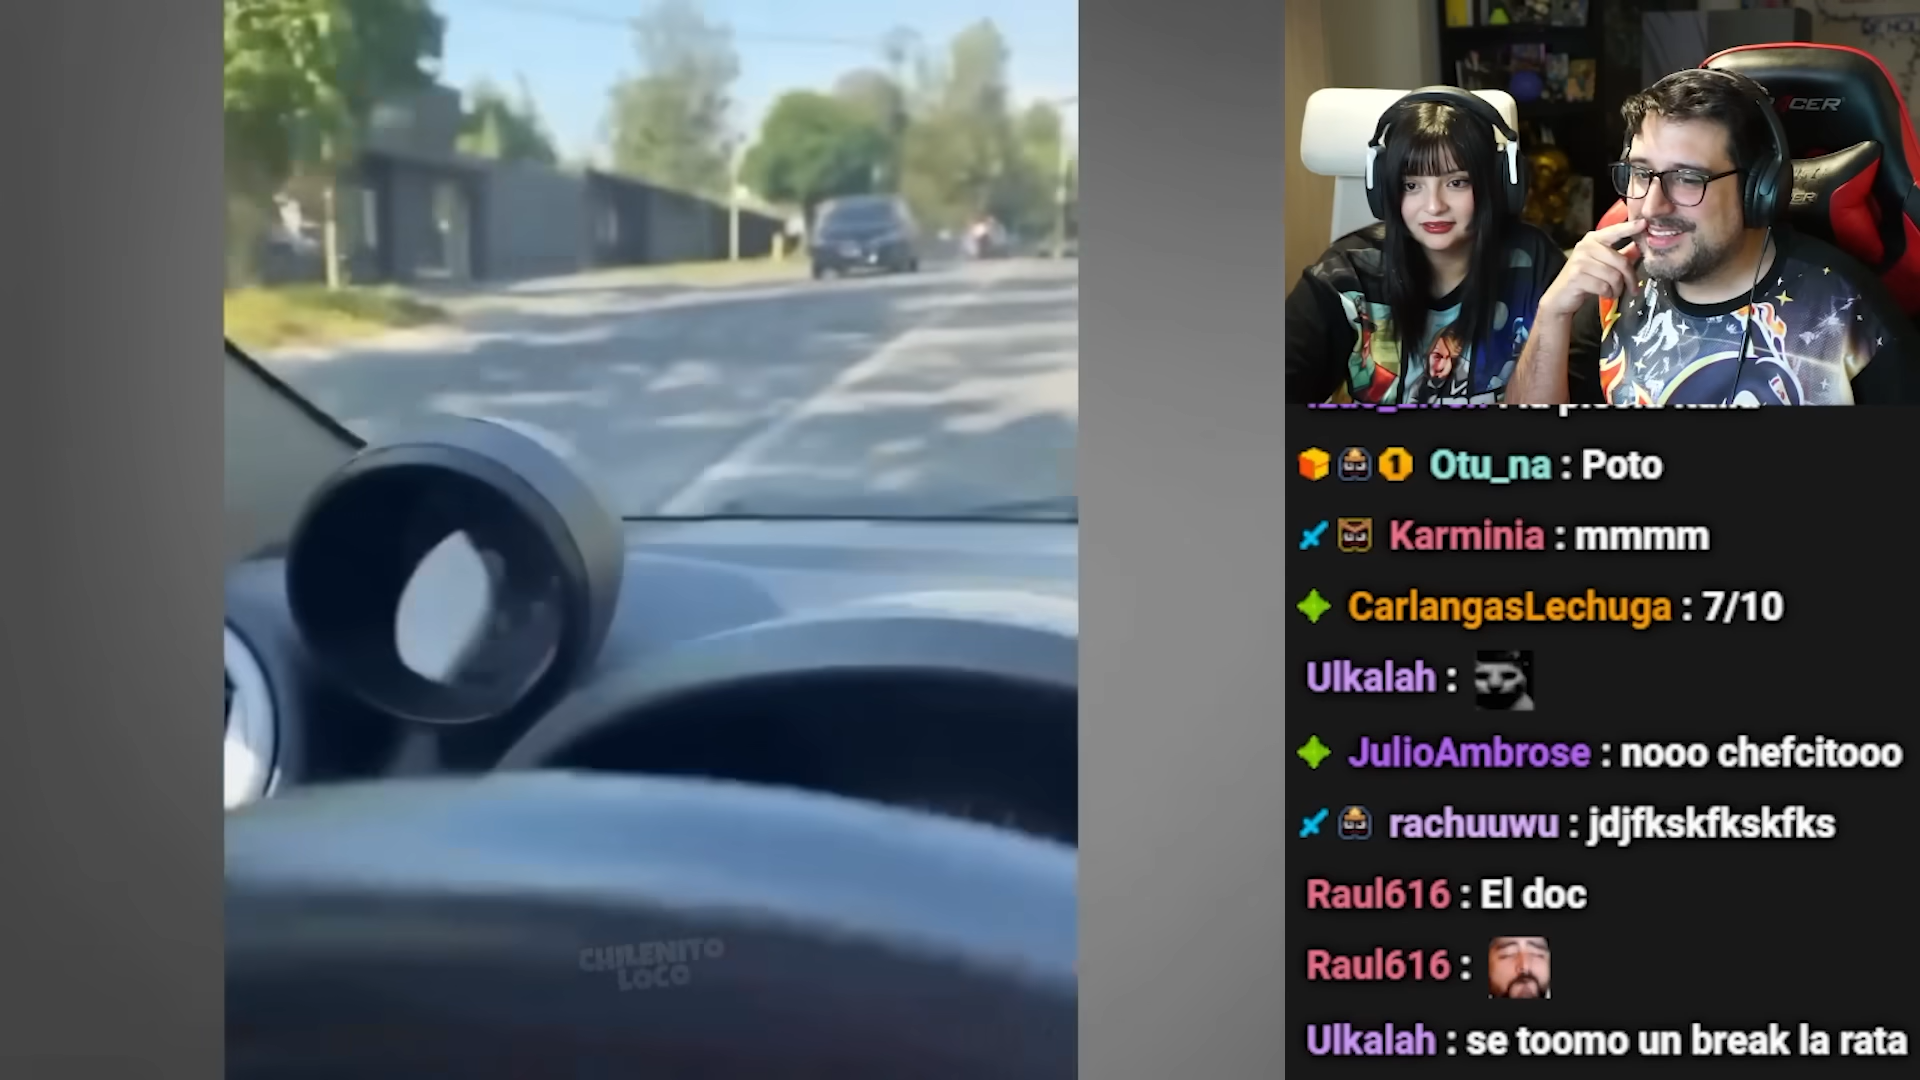 CER
CHILENITO
LOCO
Otu_na : Poto
Karminia : mmmm
CarlangasLechuga : 7/10
Ulkalah :
JulioAmbrose : nooo chefcitooo
rachuuwu : jdjfkskfkskfks
Raul616 : El doc
Raul616 :
Ulkalah : se toomo un break la rata